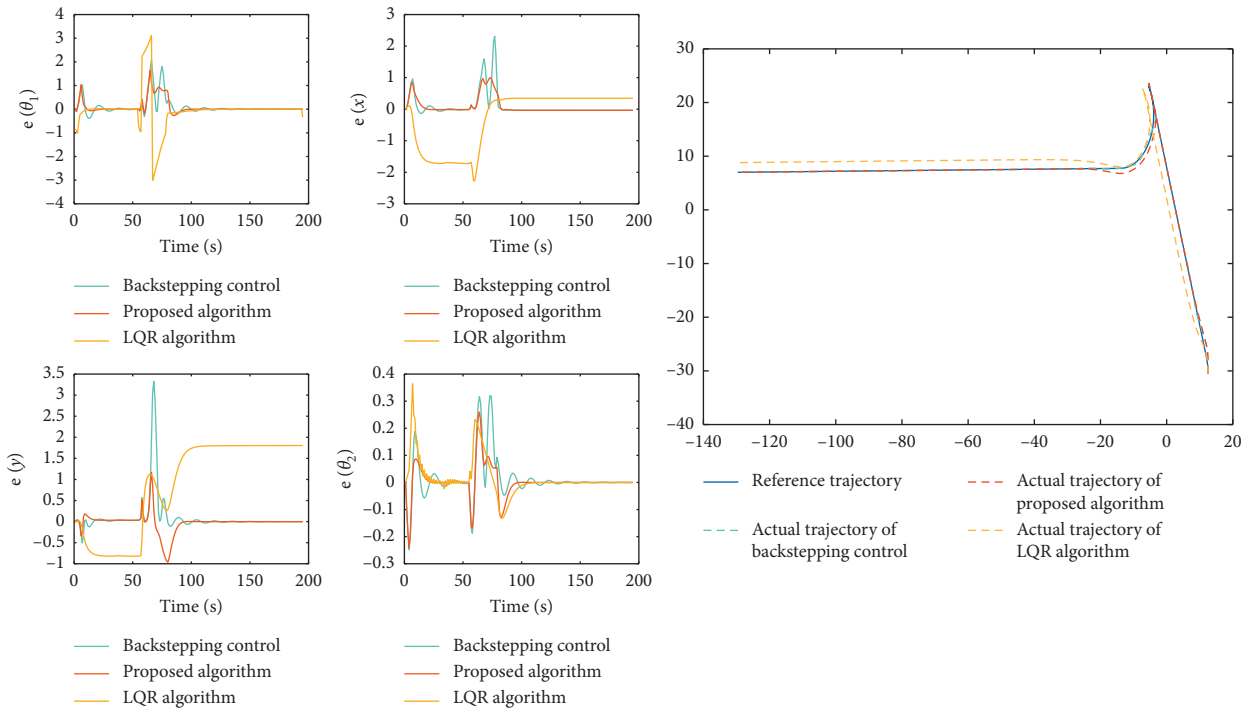 4
3
2
1
0
−1
−2
−3
−4
e (θ1)
0
50
100
150
200
Time (s)
Backstepping control
Proposed algorithm
LQR algorithm
3
2
1
0
−1
−2
−3
e (x)
0
50
100
150
200
Time (s)
Backstepping control
Proposed algorithm
LQR algorithm
3.5
3
2.5
2
1.5
1
0.5
0
−0.5
−1
e (y)
0
50
100
150
200
Time (s)
Backstepping control
Proposed algorithm
LQR algorithm
0.4
0.3
0.2
0.1
0
−0.1
−0.2
0.3
e (θ2)
0
50
100
150
200
Time (s)
Backstepping control
Proposed algorithm
LQR algorithm
30
20
10
0
−10
−20
−30
−40
−140
−120
−100
−80
−60
−40
−20
0
20
Reference trajectory
Actual trajectory of
backstepping control
Actual trajectory of
proposed algorithm
Actual trajectory of
LQR algorithm